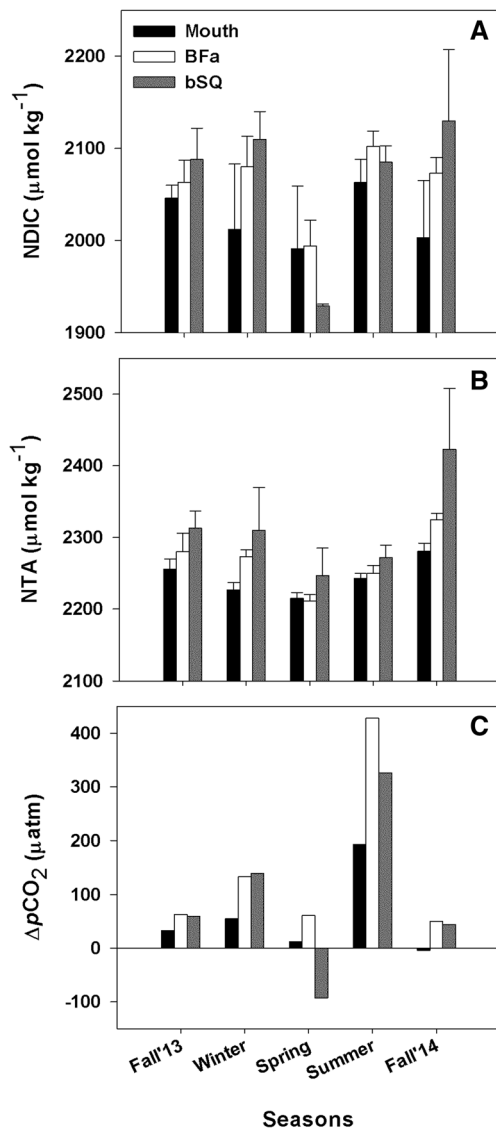 A
Mouth
BFa
bSQ
NDIC (μmol kg⁻¹)
2200
2100
2000
1900
B
NTA (μmol kg⁻¹)
2500
2400
2300
2200
2100
C
ΔpCO₂ (μatm)
400
300
200
100
0
-100
Fall'13 Winter Spring Summer Fall'14
Seasons